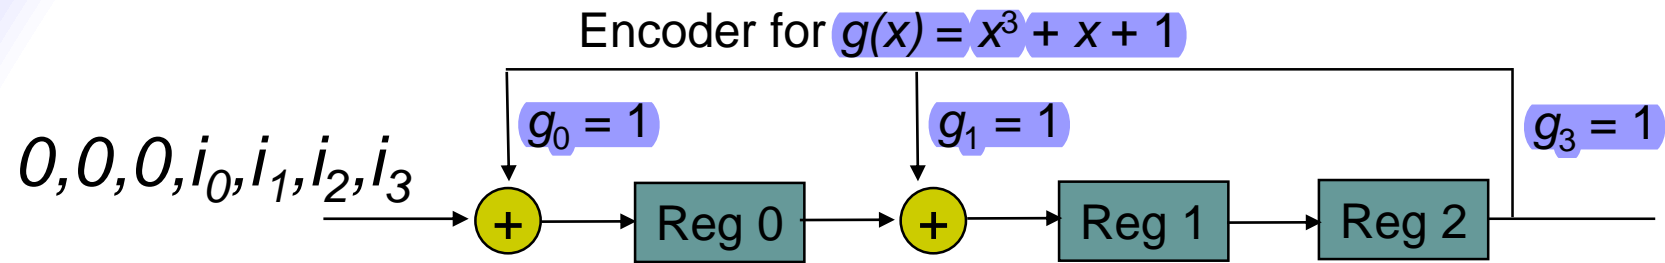 Encoder for g(x) = x³ + x + 1
g₀ = 1
g₁ = 1
g₃ = 1
0,0,0,i₀,i₁,i₂,i₃
+
Reg 0
+
Reg 1
Reg 2